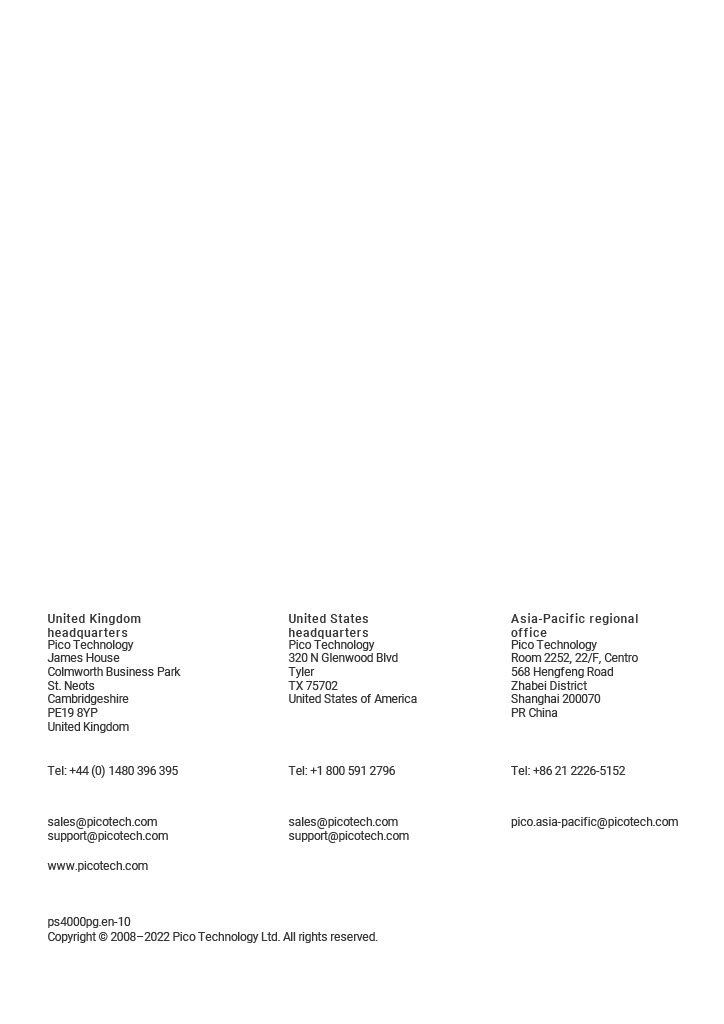 United Kingdom
headquarters
Pico Technology
James House
Colmworth Business Park
St. Neots
Cambridgeshire
PE19 8YP
United Kingdom
Tel: +44 (0) 1480 396 395
sales@picotech.com
support@picotech.com
www.picotech.com
United States
headquarters
Pico Technology
320 N Glenwood Blvd
Tyler
TX 75702
United States of America
Tel: +1 800 591 2796
sales@picotech.com
support@picotech.com
Asia-Pacific regional
office
Pico Technology
Room 2252, 22/F, Centro
568 Hengfeng Road
Zhabei District
Shanghai 200070
PR China
Tel: +86 21 2226-5152
pico.asia-pacific@picotech.com
ps4000pg.en-10
Copyright © 2008–2022 Pico Technology Ltd. All rights reserved.